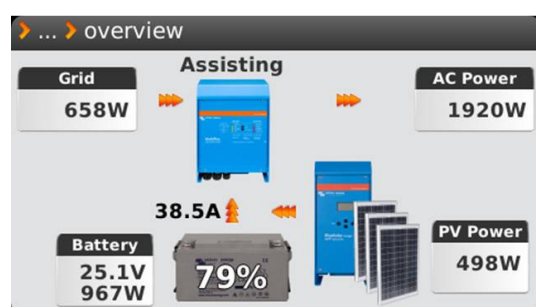 ... overview
Assisting
Grid
658W
AC Power
1920W
38.5A
Battery
25.1V
967W
79%
PV Power
498W